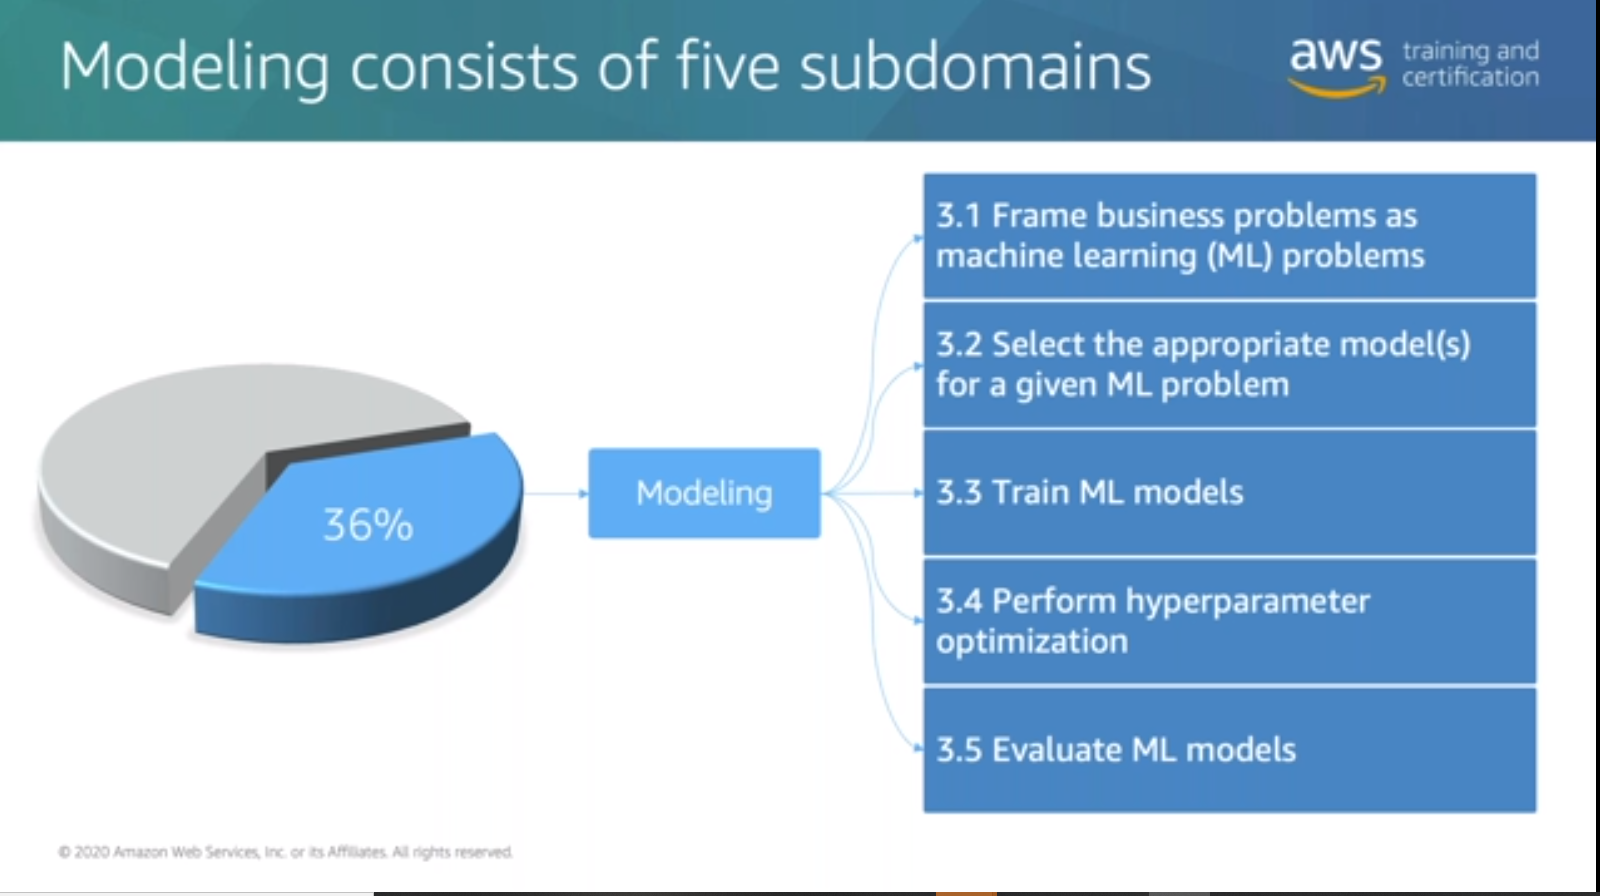 Modeling consists of five subdomains
aws training and
certification
3.1 Frame business problems as
machine learning (ML) problems
3.2 Select the appropriate model(s)
for a given ML problem
36%
Modeling
3.3 Train ML models
3.4 Perform hyperparameter
optimization
3.5 Evaluate ML models
© 2020 Amazon Web Services, Inc. or its Affiliates. All rights reserved.